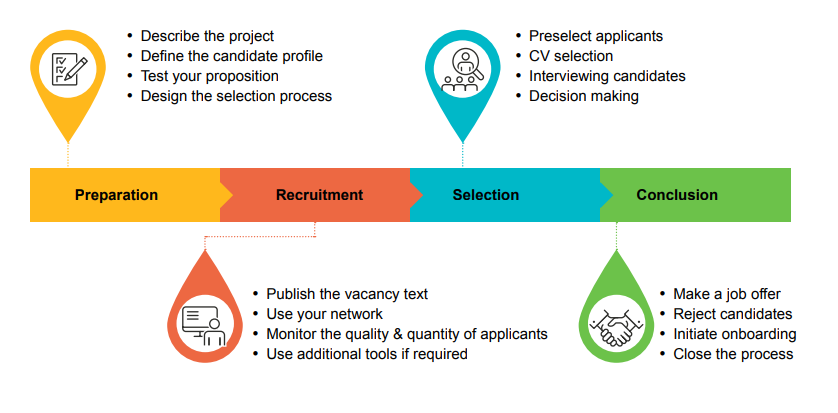 • Describe the project
• Define the candidate profile
• Test your proposition
• Design the selection process
• Preselect applicants
• CV selection
• Interviewing candidates
• Decision making
Preparation
Recruitment
Selection
Conclusion
• Publish the vacancy text
• Use your network
• Monitor the quality & quantity of applicants
• Use additional tools if required
• Make a job offer
• Reject candidates
• Initiate onboarding
• Close the process